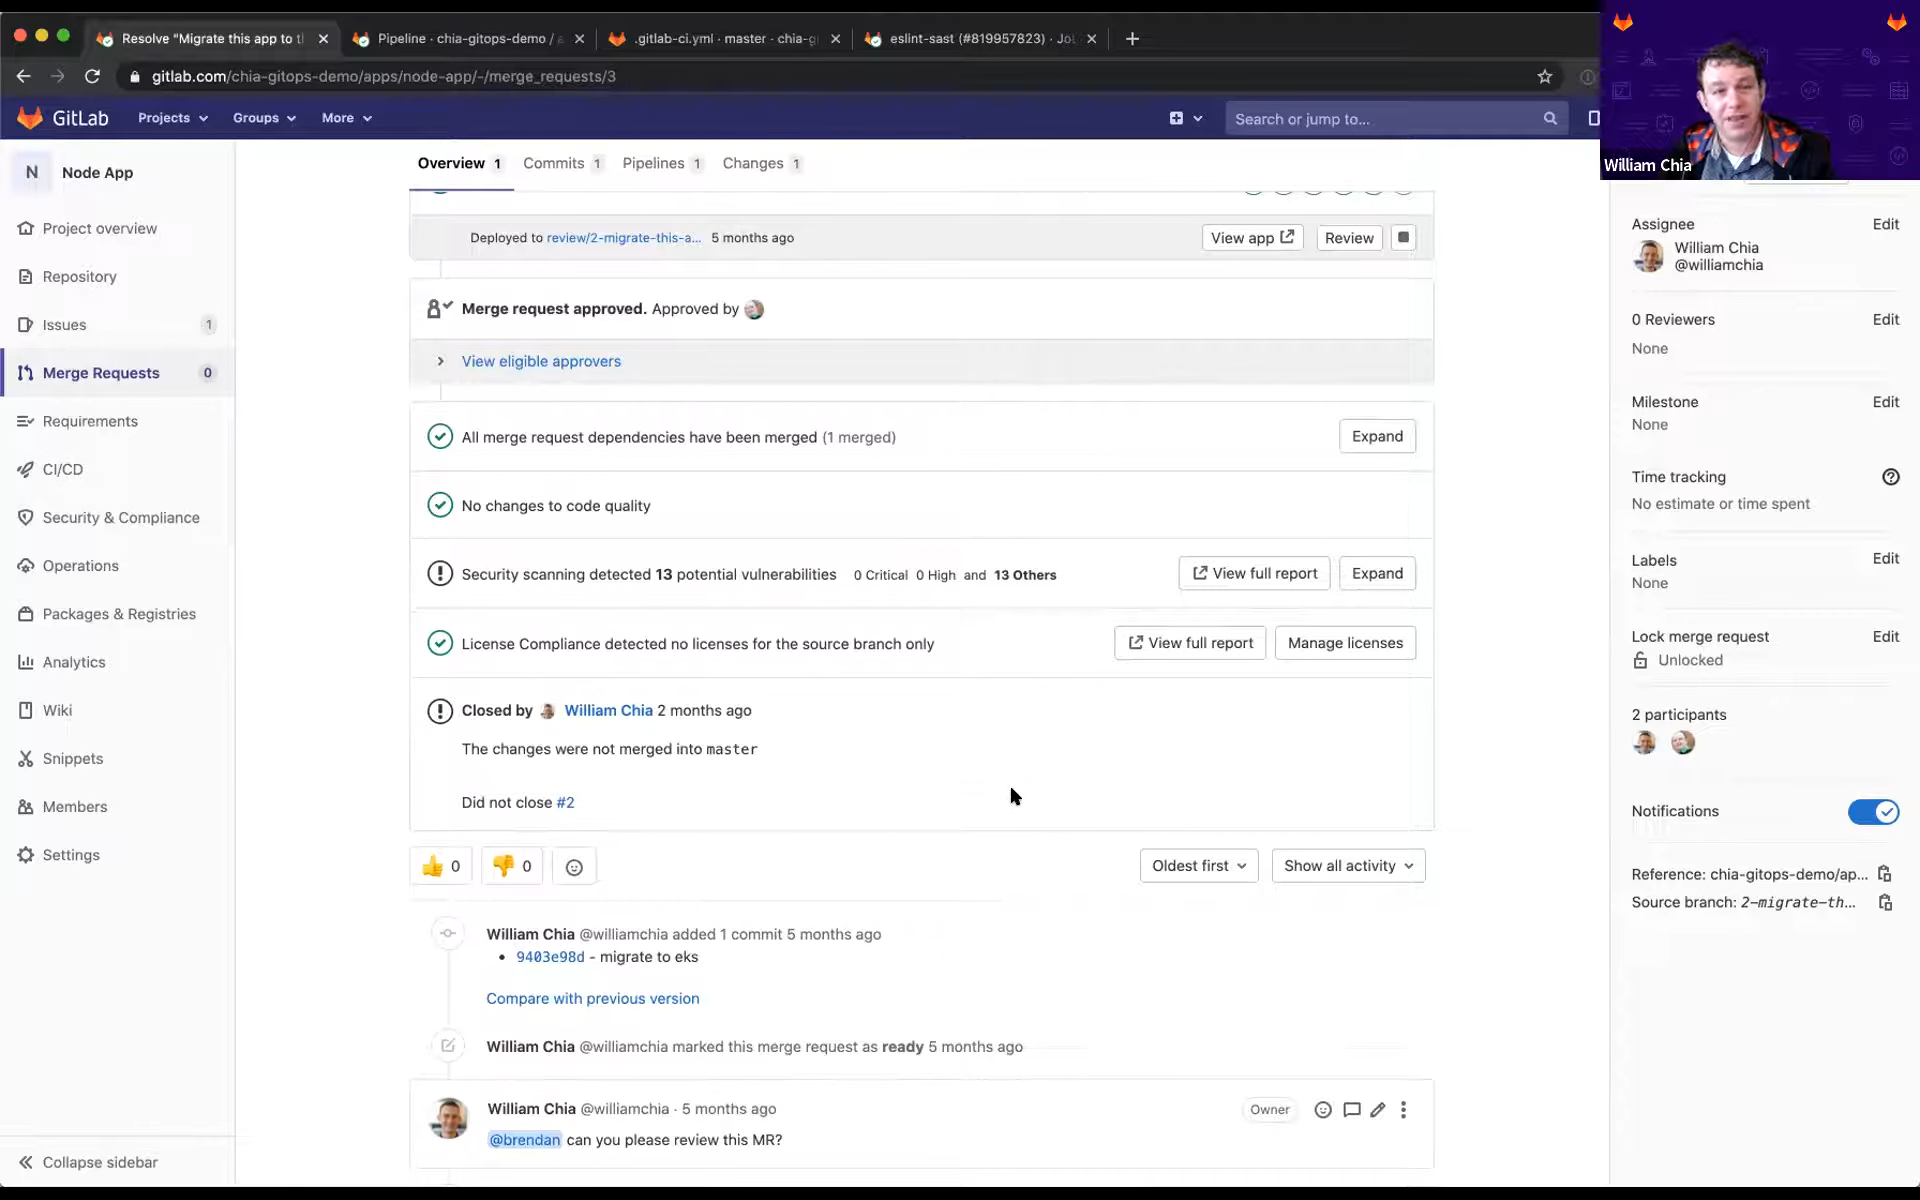 Resolve "Migrate this app to t
Pipeline · chia-gitops-demo /
.gitlab-ci.yml · master · chia-g
eslint-sast (#819957823) · Jo
gitlab.com/chia-gitops-demo/apps/node-app/-/merge_requests/3
GitLab
Projects
Groups
More
Search or jump to...
William Chia
N
Node App
Project overview
Repository
Issues 1
Merge Requests 0
Requirements
CI/CD
Security & Compliance
Operations
Packages & Registries
Analytics
Wiki
Snippets
Members
Settings
Collapse sidebar
Overview 1
Commits 1
Pipelines 1
Changes 1
Deployed to review/2-migrate-this-a... 5 months ago
View app
Review
Merge request approved. Approved by
View eligible approvers
All merge request dependencies have been merged (1 merged)
Expand
No changes to code quality
Security scanning detected 13 potential vulnerabilities 0 Critical 0 High and 13 Others
View full report
Expand
License Compliance detected no licenses for the source branch only
View full report
Manage licenses
Closed by William Chia 2 months ago
The changes were not merged into master
Did not close #2
0
0
Oldest first
Show all activity
William Chia @williamchia added 1 commit 5 months ago
9403e98d - migrate to eks
Compare with previous version
William Chia @williamchia marked this merge request as ready 5 months ago
William Chia @williamchia · 5 months ago
Owner
@brendan can you please review this MR?
Assignee
Edit
William Chia
@williamchia
0 Reviewers
Edit
None
Milestone
Edit
None
Time tracking
No estimate or time spent
Labels
Edit
None
Lock merge request
Edit
Unlocked
2 participants
Notifications
Reference: chia-gitops-demo/ap...
Source branch: 2-migrate-th...